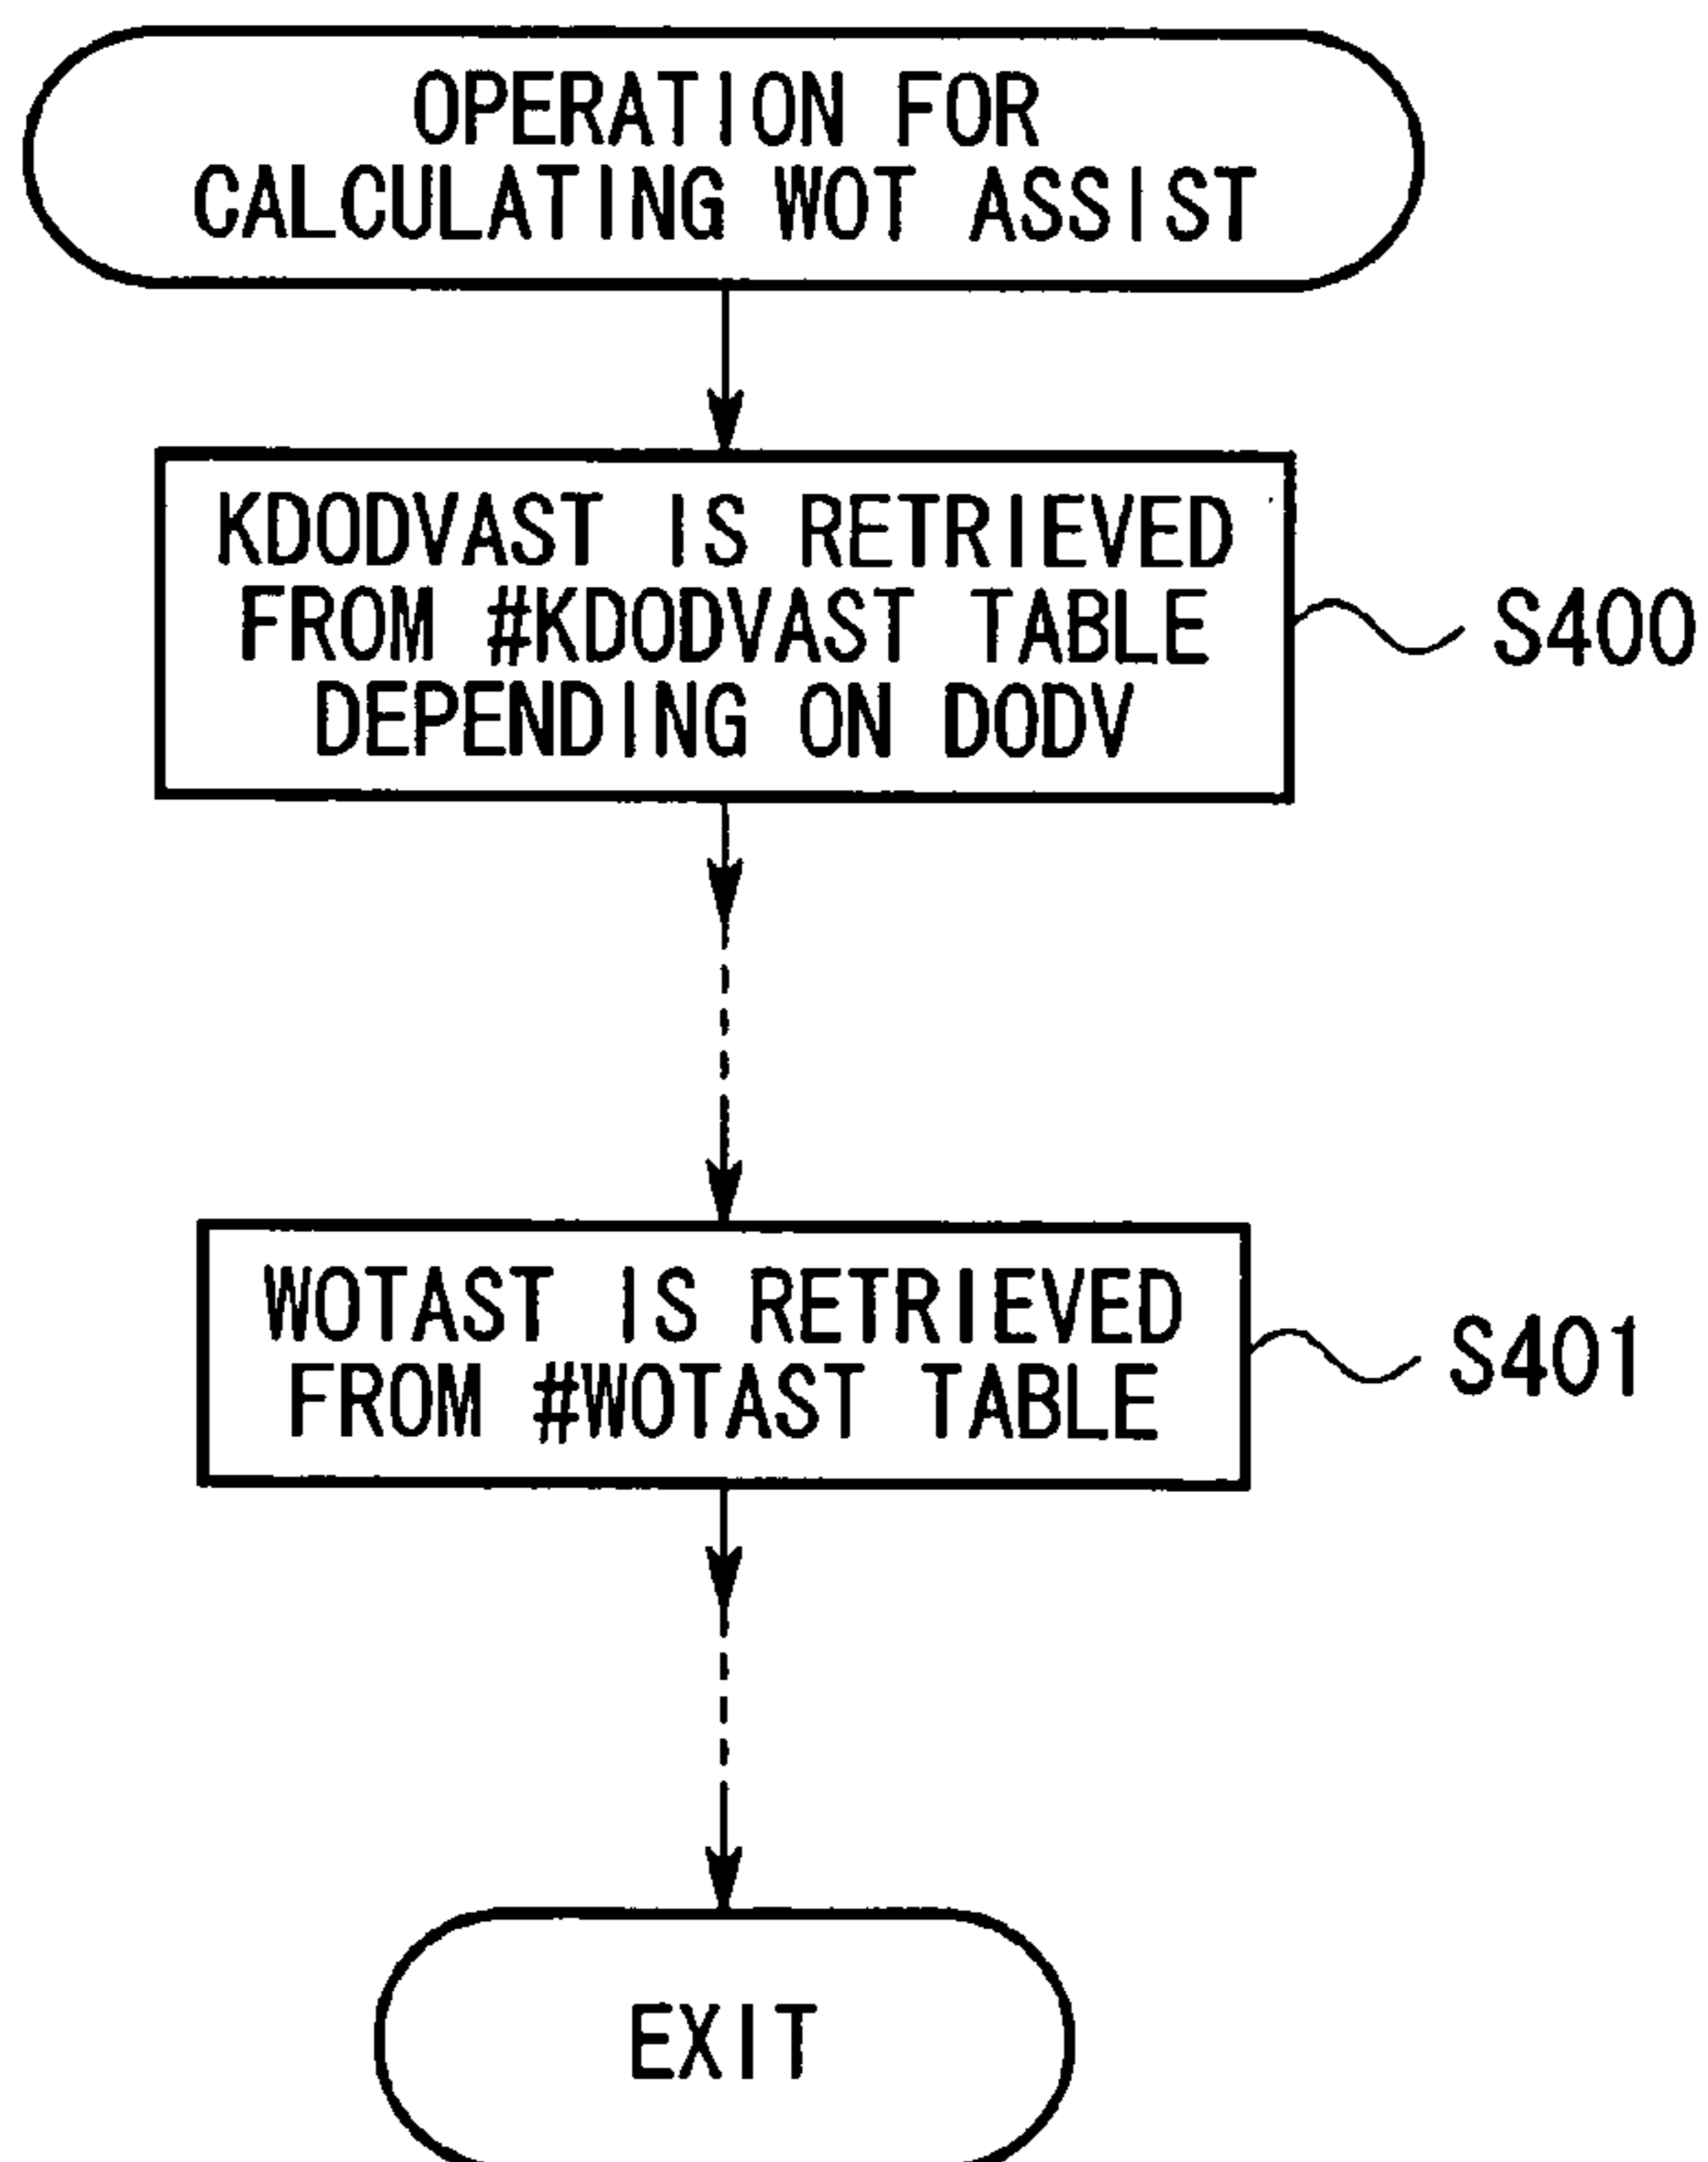 OPERATION FOR
CALCULATING WOT ASSIST
KDODVAST IS RETRIEVED
FROM #KDODVAST TABLE
DEPENDING ON DODV
S400
WOTAST IS RETRIEVED
FROM #WOTAST TABLE
S401
EXIT